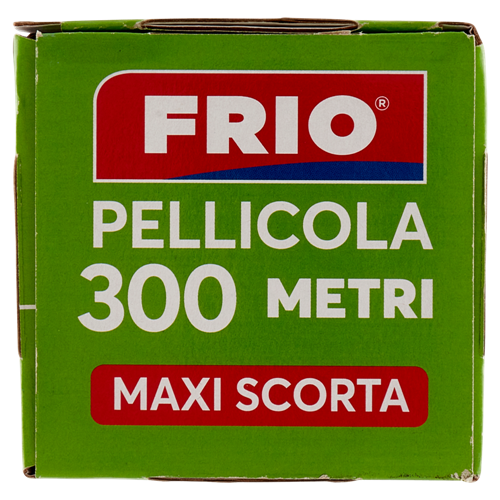 FRIO®
PELLICOLA
300 METRI
MAXI SCORTA